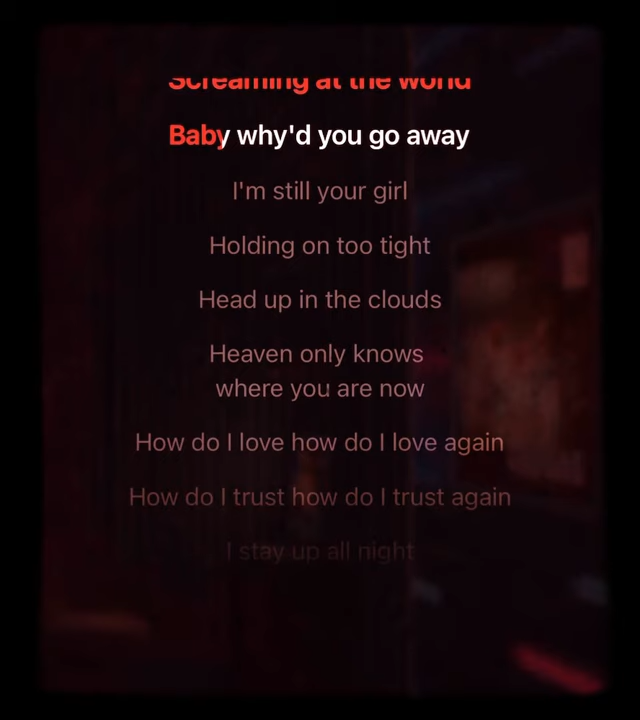 Screaming at the world
Baby why'd you go away
I'm still your girl
Holding on too tight
Head up in the clouds
Heaven only knows
where you are now
How do I love how do I love again
How do I trust how do I trust again
I stay up all night